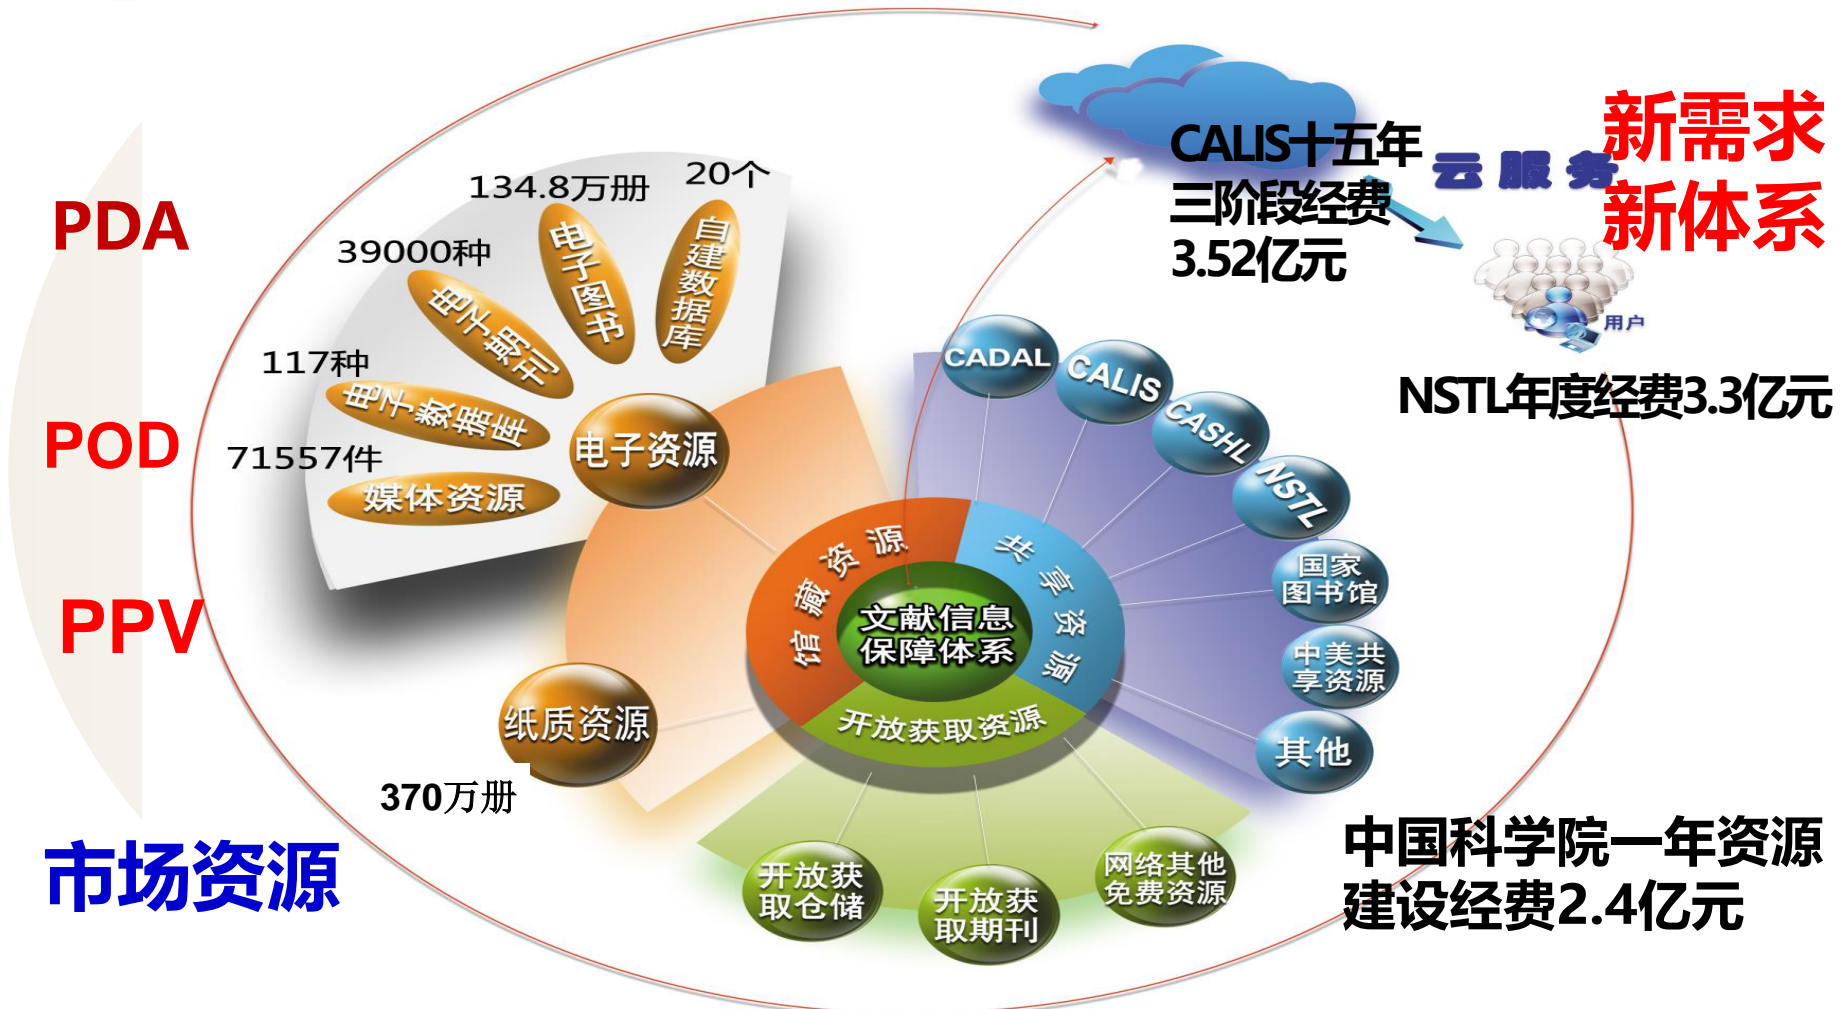 PDA
POD
PPV
市场资源
134.8万册
20个
39000种
117种
71557件
自建数据库
电子图书
电子期刊
电子数据库
媒体资源
电子资源
纸质资源
370万册
馆藏资源
共享资源
开放获取资源
文献信息
保障体系
CADAL
CALIS
CASHL
NSTL
国家
图书馆
中美共
享资源
其他
开放获
取仓储
开放获
取期刊
网络其他
免费资源
CALIS十五年
三阶段经费
3.52亿元
云服务
新需求
新体系
用户
NSTL年度经费3.3亿元
中国科学院一年资源
建设经费2.4亿元